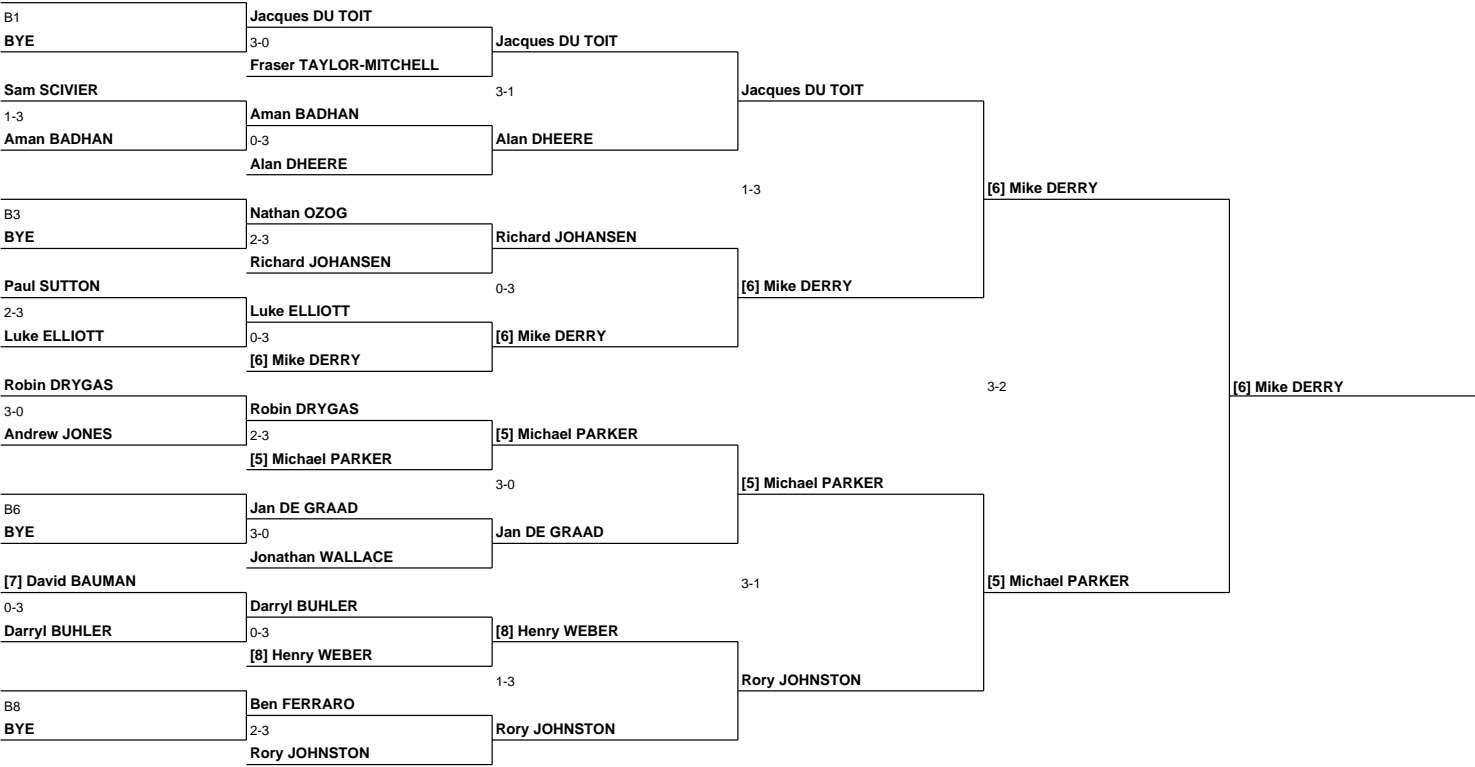 B1
BYE
Sam SCIVIER
1-3
Aman BADHAN
B3
BYE
Paul SUTTON
2-3
Luke ELLIOTT
Robin DRYGAS
3-0
Andrew JONES
B6
BYE
[7] David BAUMAN
0-3
Darryl BUHLER
B8
BYE
Jacques DU TOIT
3-0
Fraser TAYLOR-MITCHELL
Aman BADHAN
0-3
Alan DHEERE
Nathan OZOG
2-3
Richard JOHANSEN
Luke ELLIOTT
0-3
[6] Mike DERRY
Robin DRYGAS
2-3
[5] Michael PARKER
Jan DE GRAAD
3-0
Jonathan WALLACE
Darryl BUHLER
0-3
[8] Henry WEBER
Ben FERRARO
2-3
Rory JOHNSTON
Jacques DU TOIT
3-1
Alan DHEERE
Richard JOHANSEN
0-3
[6] Mike DERRY
[5] Michael PARKER
3-0
Jan DE GRAAD
[8] Henry WEBER
1-3
Rory JOHNSTON
Jacques DU TOIT
1-3
[6] Mike DERRY
[5] Michael PARKER
3-1
Rory JOHNSTON
[6] Mike DERRY
3-2
[5] Michael PARKER
[6] Mike DERRY